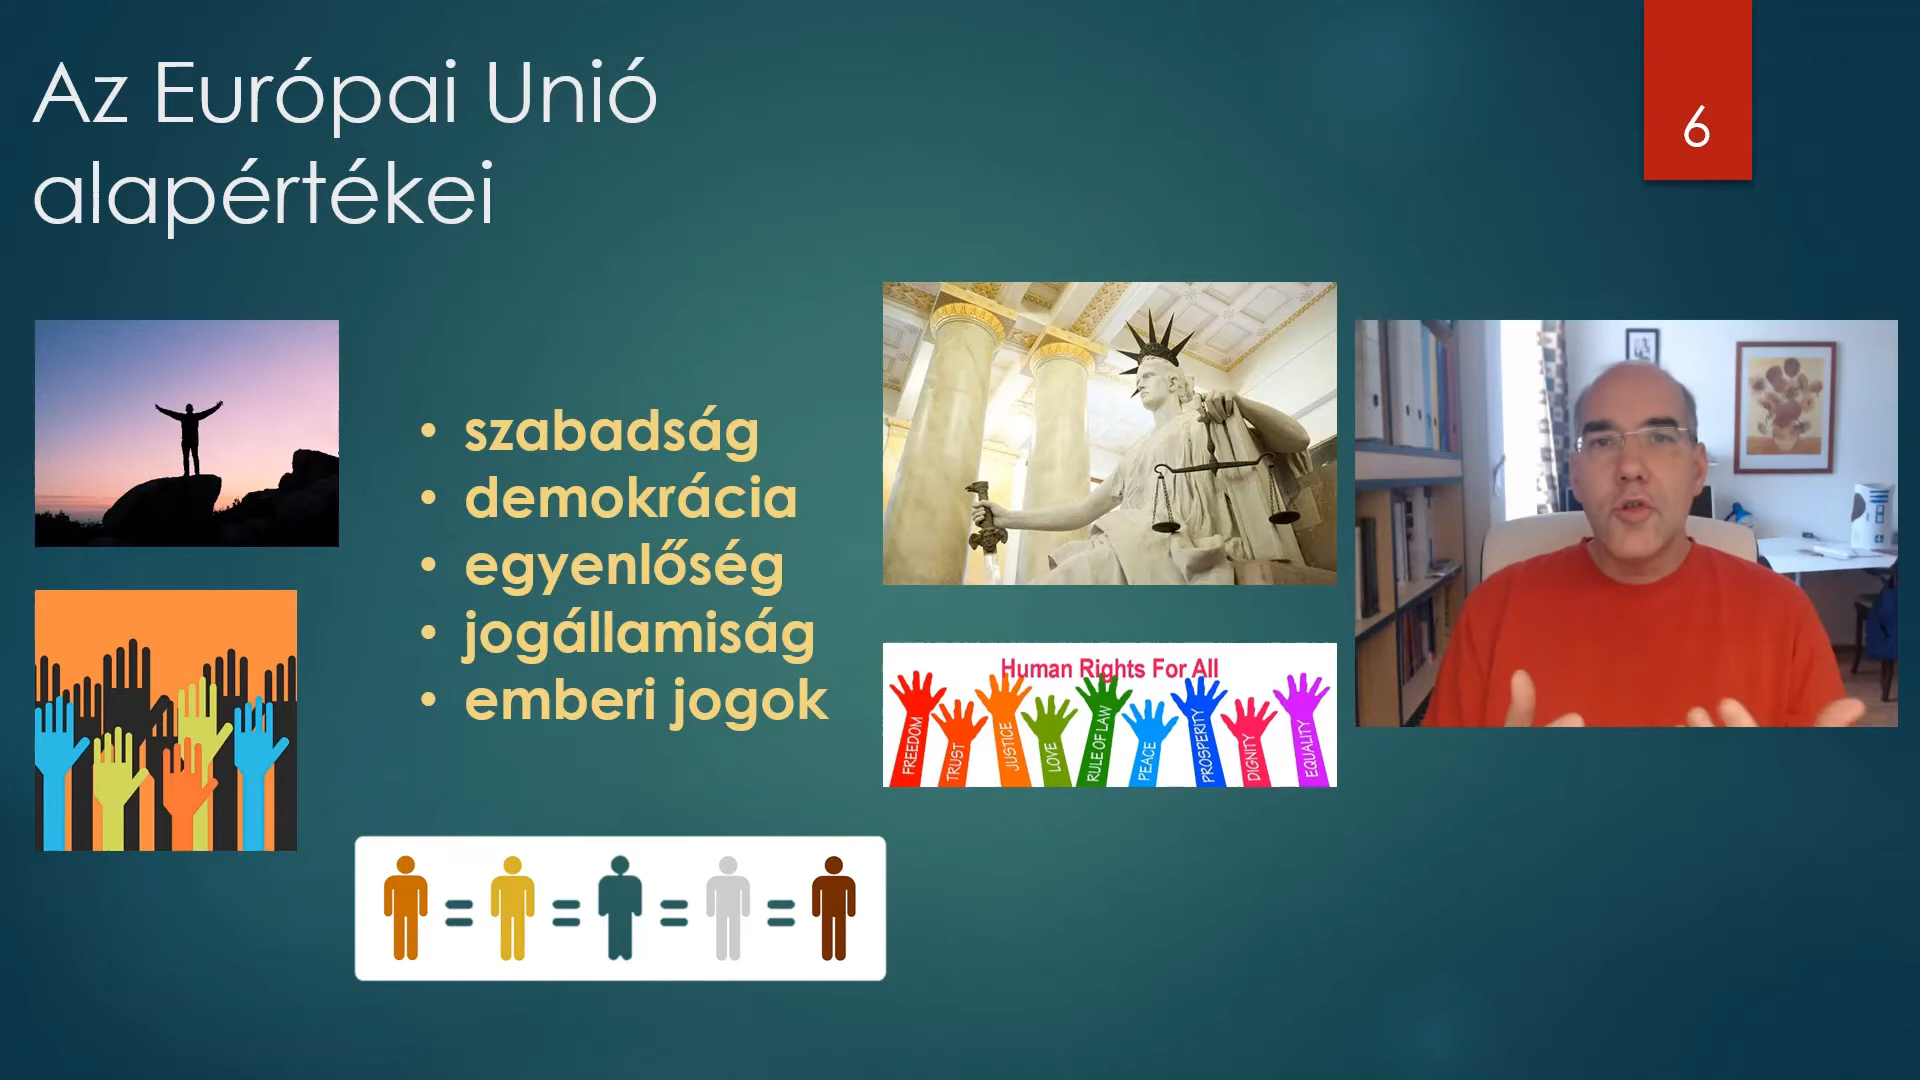 Az Európai Unió
alapértékei
6
• szabadság
• demokrácia
• egyenlőség
• jogállamiság
• emberi jogok
Human Rights For All
FREEDOM
TRUST
JUSTICE
LOVE
RULE OF LAW
PEACE
PROSPERITY
DIGNITY
EQUALITY
= = = =